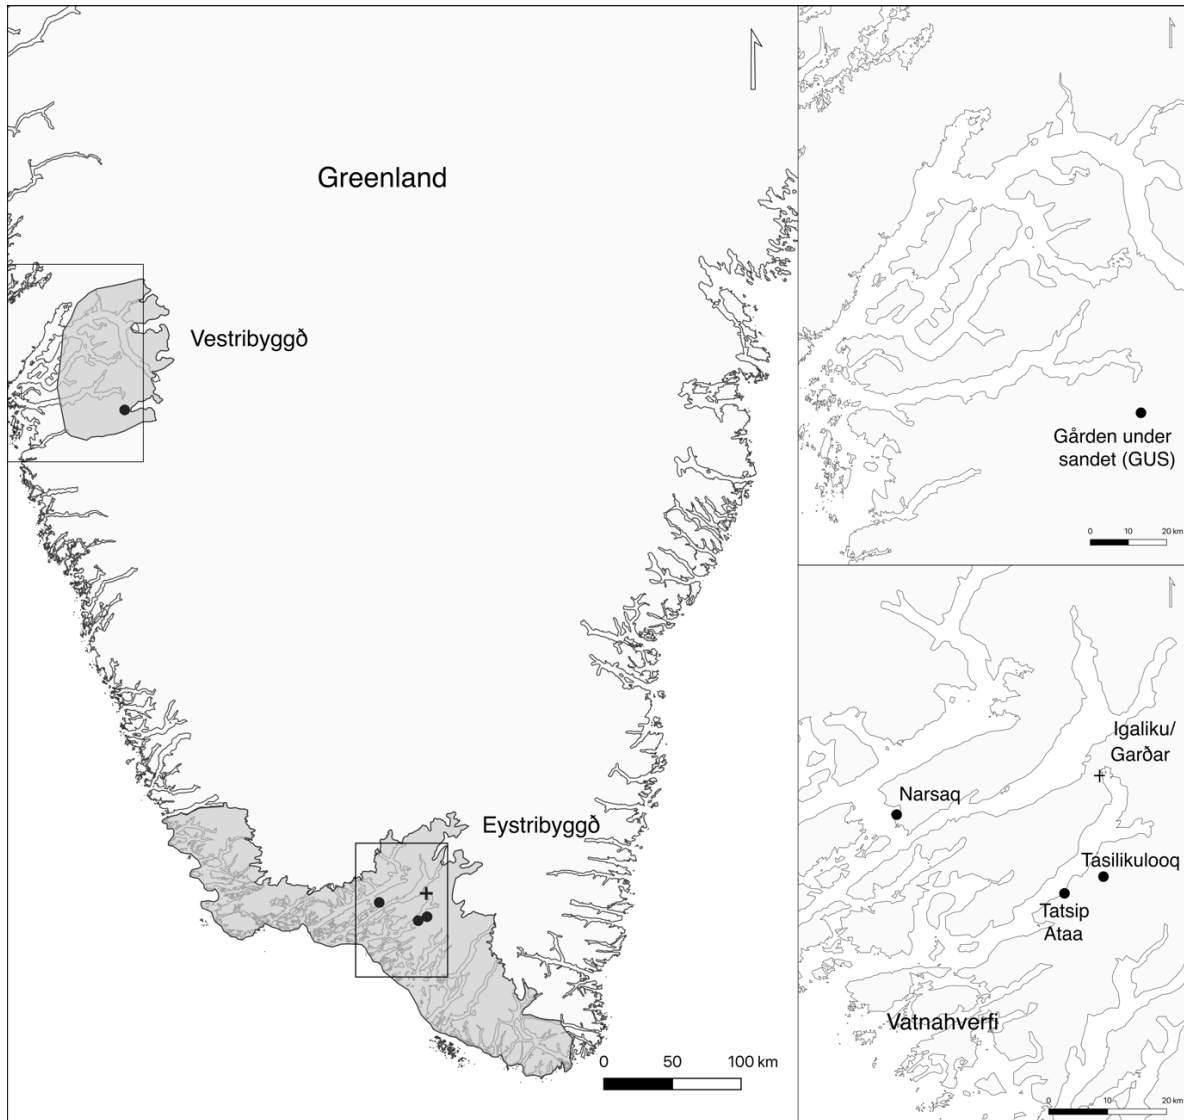 Greenland
Vestribyggð
Eystribyggð
0 50 100 km
Gården under
sandet (GUS)
0 10 20 km
Igaliku/
Garðar
Narsaq
Tasilikulooq
Tatsip
Ataa
Vatnahverfi
0 10 20 km